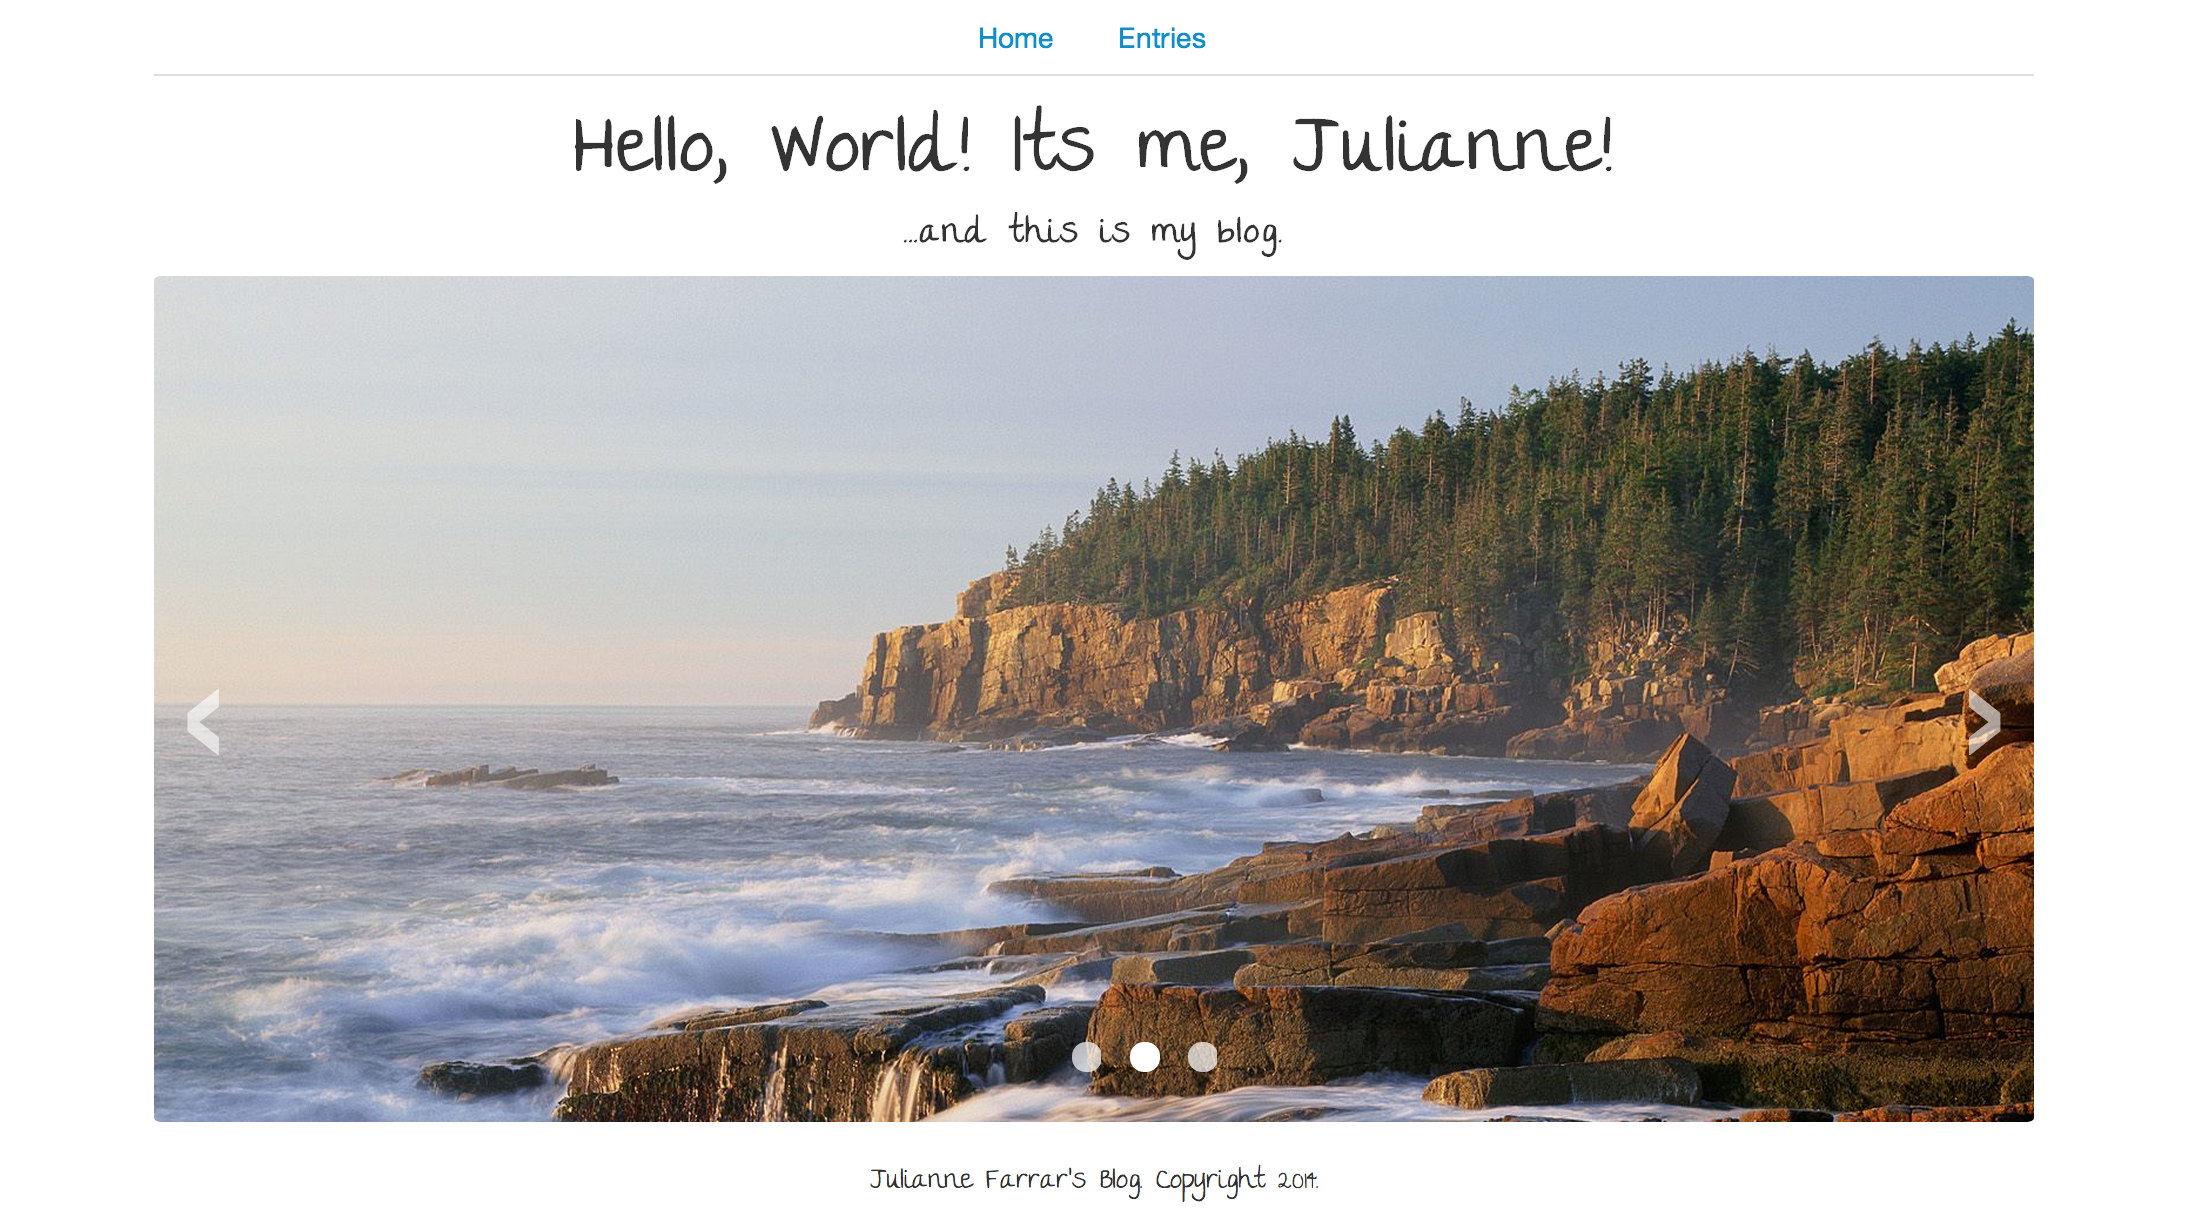 Home Entries
Hello, World! Its me, Julianne!
...and this is my blog.
Julianne Farrar's Blog. Copyright 2014.